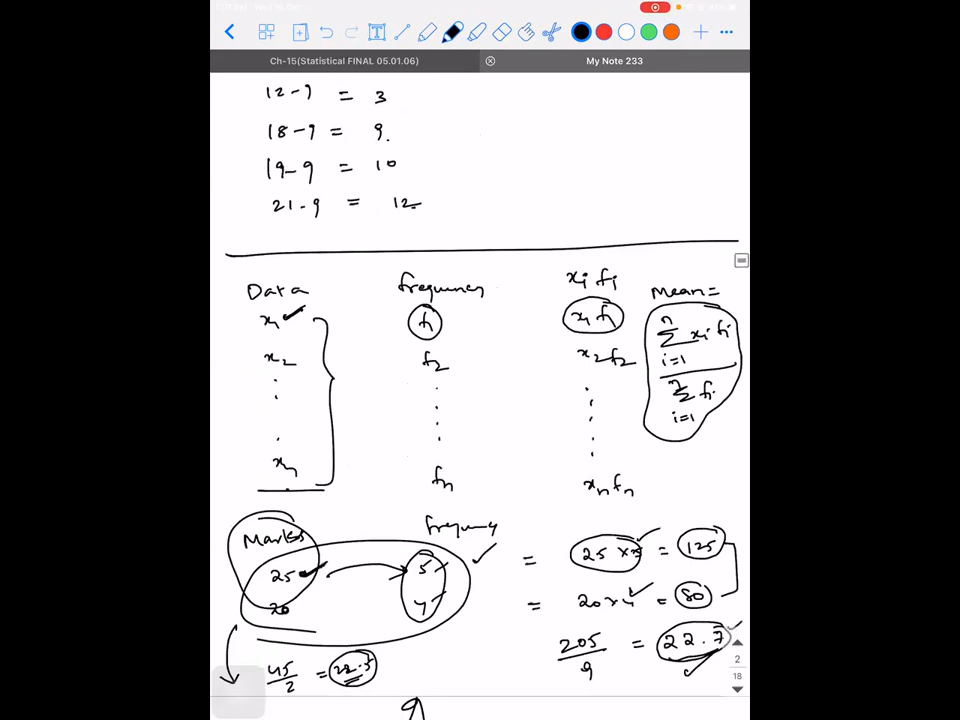 Ch-15(Statistical FINAL 05.01.06)
My Note 233
12-9 = 3
18-9 = 9.
19-9 = 10
21-9 = 12
Data frequency xi fi Mean =
x1 f1 x1 f1
n Σ i=1 xi fi
x2 f2 x2 f2
n Σ i=1 fi
xn fn xn fn
Marks frequency
25 5 = 25 × 5 = 125
20 4 = 20 × 4 = 80
205/9 = 22.7
45/2 = 22.5
2
18
9